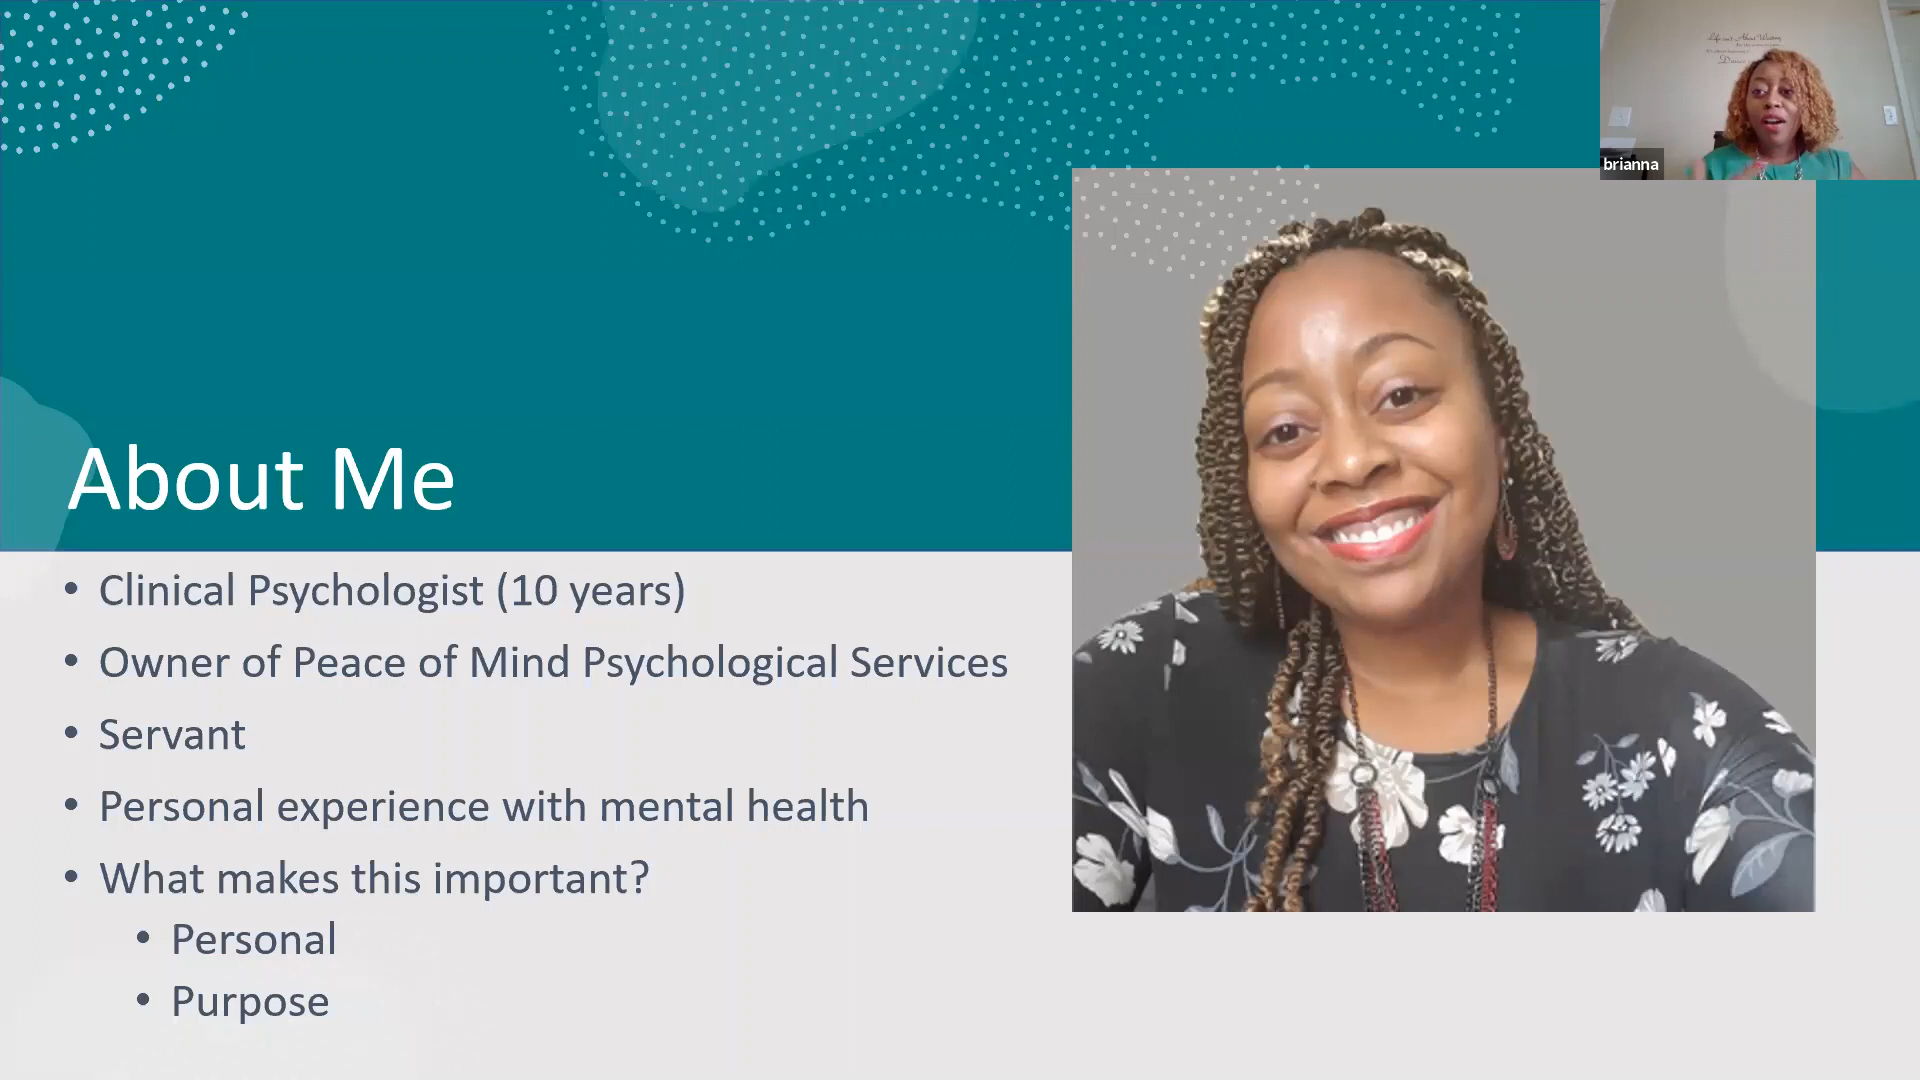 brianna
About Me
• Clinical Psychologist (10 years)
• Owner of Peace of Mind Psychological Services
• Servant
• Personal experience with mental health
• What makes this important?
• Personal
• Purpose